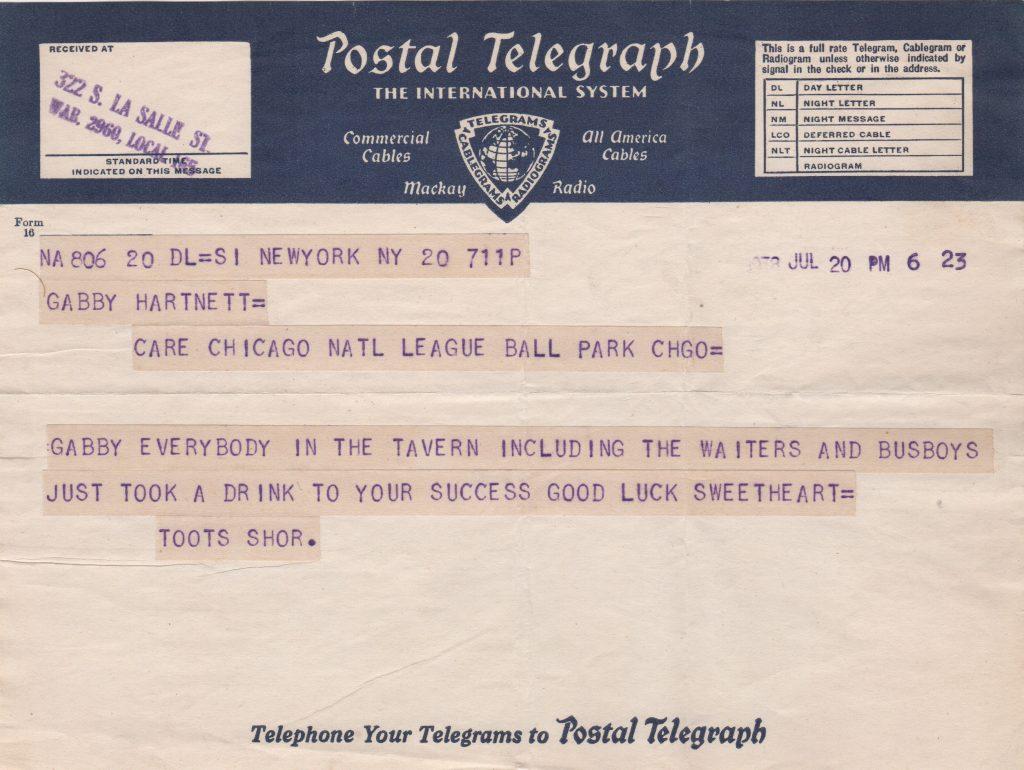 RECEIVED AT
322 S. LA SALLE ST.
WAB. 2960, LOCAL
STANDARD TIME
INDICATED ON THIS MESSAGE
Postal Telegraph
THE INTERNATIONAL SYSTEM
Commercial
Cables
All America
Cables
Mackay
Radio
TELEGRAMS
CABLEGRAMS
RADIOGRAMS
This is a full rate Telegram, Cablegram or
Radiogram unless otherwise indicated by
signal in the check or in the address.
DL DAY LETTER
NL NIGHT LETTER
NM NIGHT MESSAGE
LCO DEFERRED CABLE
NLT NIGHT CABLE LETTER
RADIOGRAM
Form
16
NA806 20 DL=SI NEWYORK NY 20 711P
1938 JUL 20 PM 6 23
GABBY HARTNETT=
CARE CHICAGO NATL LEAGUE BALL PARK CHGO=
:GABBY EVERYBODY IN THE TAVERN INCLUDING THE WAITERS AND BUSBOYS
JUST TOOK A DRINK TO YOUR SUCCESS GOOD LUCK SWEETHEART=
TOOTS SHOR.
Telephone Your Telegrams to Postal Telegraph